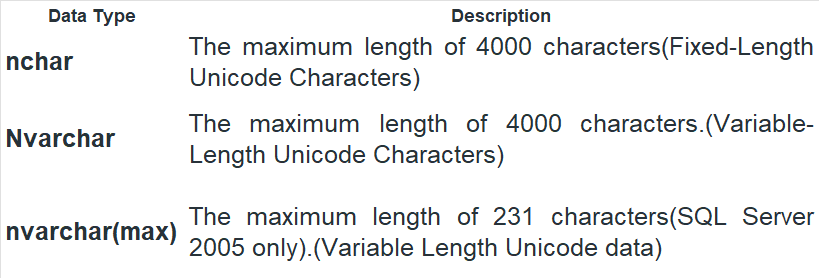 Data Type Description
nchar The maximum length of 4000 characters(Fixed-Length
Unicode Characters)
Nvarchar The maximum length of 4000 characters.(Variable-
Length Unicode Characters)
nvarchar(max) The maximum length of 231 characters(SQL Server
2005 only).(Variable Length Unicode data)